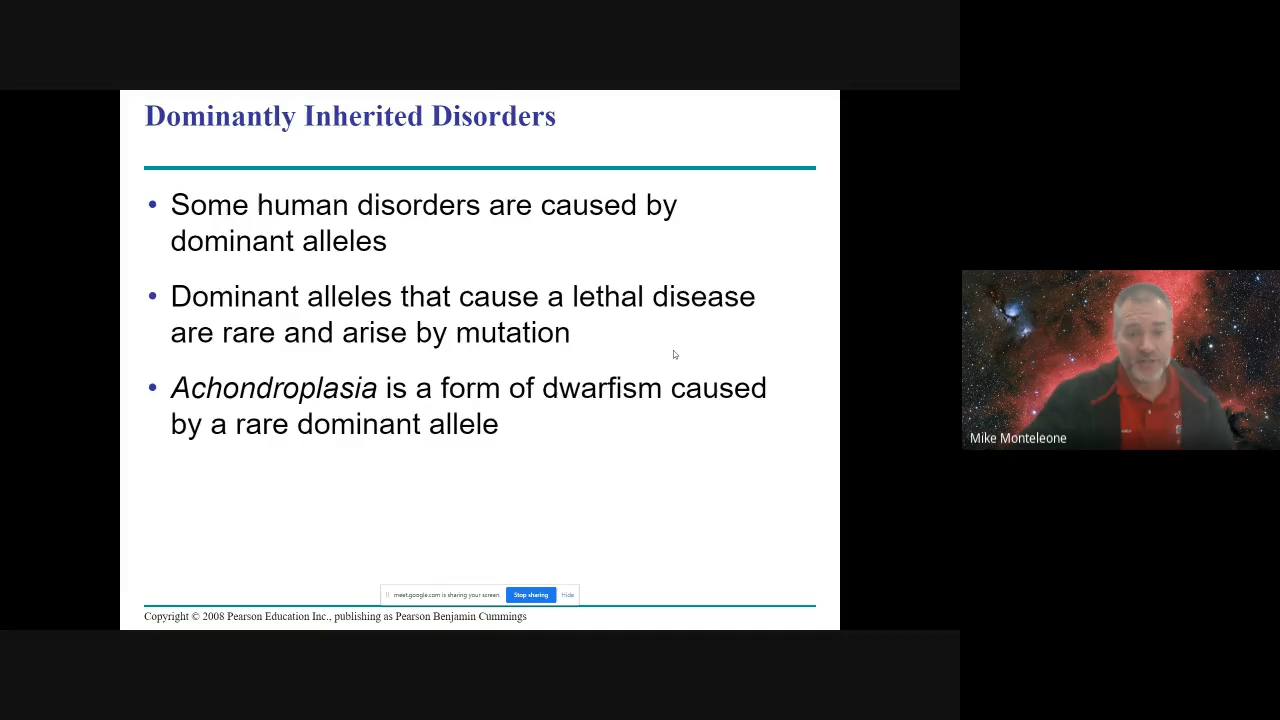 Dominantly Inherited Disorders
• Some human disorders are caused by
dominant alleles
• Dominant alleles that cause a lethal disease
are rare and arise by mutation
• Achondroplasia is a form of dwarfism caused
by a rare dominant allele
meet.google.com is sharing your screen.
Stop sharing
Hide
Copyright © 2008 Pearson Education Inc., publishing as Pearson Benjamin Cummings
Mike Monteleone